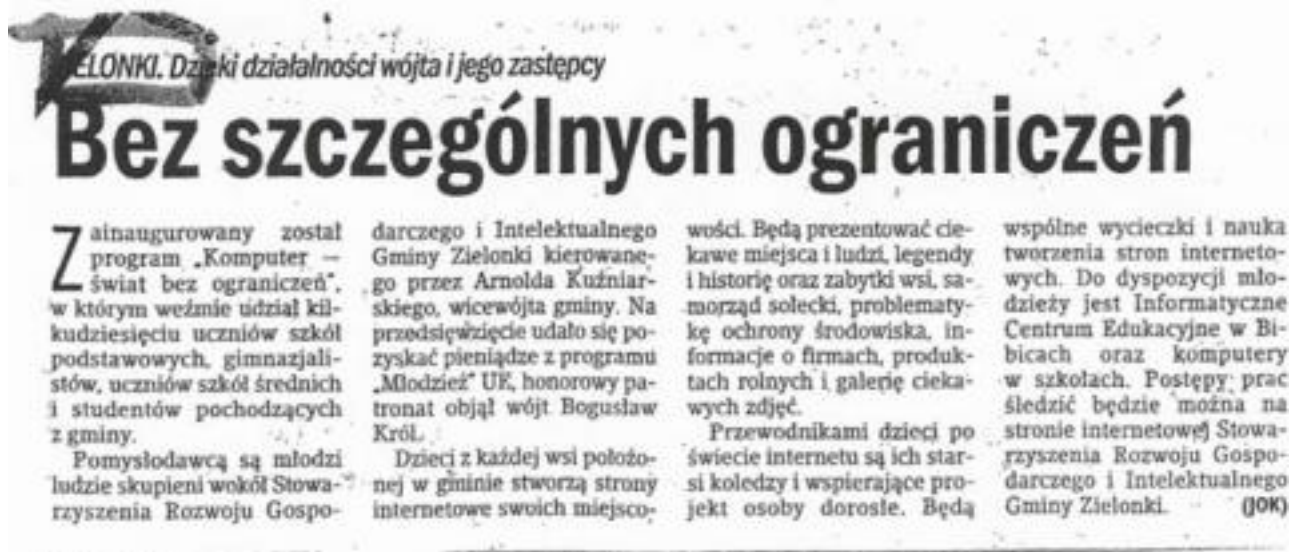 ZIELONKI. Dzięki działalności wójta i jego zastępcy
Bez szczególnych ograniczeń
Zainaugurowany został
program „Komputer —
świat bez ograniczeń",
w którym weźmie udział kil-
kudziesięciu uczniów szkół
podstawowych, gimnazjali-
stów, uczniów szkół średnich
i studentów pochodzących
z gminy.
Pomysłodawcą są młodzi
ludzie skupieni wokół Stowa-
rzyszenia Rozwoju Gospo-
darczego i Intelektualnego
Gminy Zielonki kierowane-
go przez Arnolda Kuźniar-
skiego, wicewójta gminy. Na
przedsięwzięcie udało się po-
zyskać pieniądze z programu
„Młodzież" UE, honorowy pa-
tronat objął wójt Bogusław
Król.
Dzieci z każdej wsi położo-
nej w gminie stworzą strony
internetowe swoich miejsco-
wości. Będą prezentować cie-
kawe miejsca i ludzi, legendy
i historię oraz zabytki wsi, sa-
morząd sołecki, problematy-
kę ochrony środowiska, in-
formacje o firmach, produk-
tach rolnych i galerię cieka-
wych zdjęć.
Przewodnikami dzieci po
świecie internetu są ich star-
si koledzy i wspierające pro-
jekt osoby dorosłe. Będą
wspólne wycieczki i nauka
tworzenia stron interneto-
wych. Do dyspozycji mło-
dzieży jest Informatyczne
Centrum Edukacyjne w Bi-
bicach oraz komputery
w szkołach. Postępy prac
śledzić będzie można na
stronie internetowej Stowa-
rzyszenia Rozwoju Gospo-
darczego i Intelektualnego
Gminy Zielonki. (JOK)